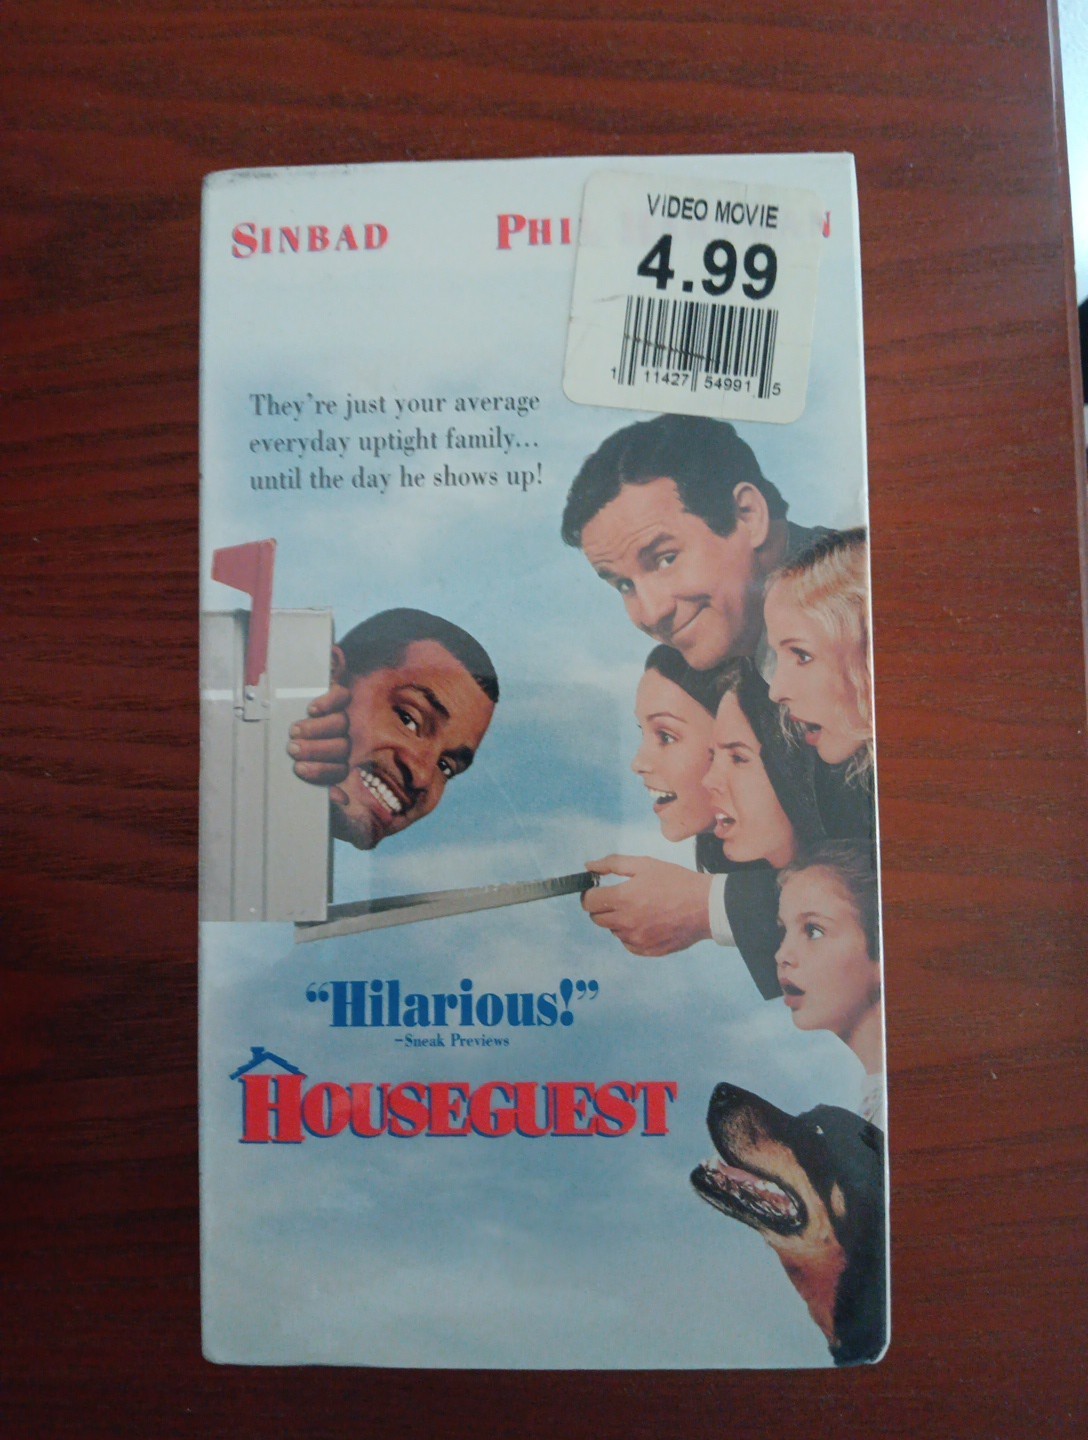 SINBAD
PHI
N
VIDEO MOVIE
4.99
1 11427 54991 5
They're just your average
everyday uptight family...
until the day he shows up!
“Hilarious!”
–Sneak Previews
HOUSEGUEST